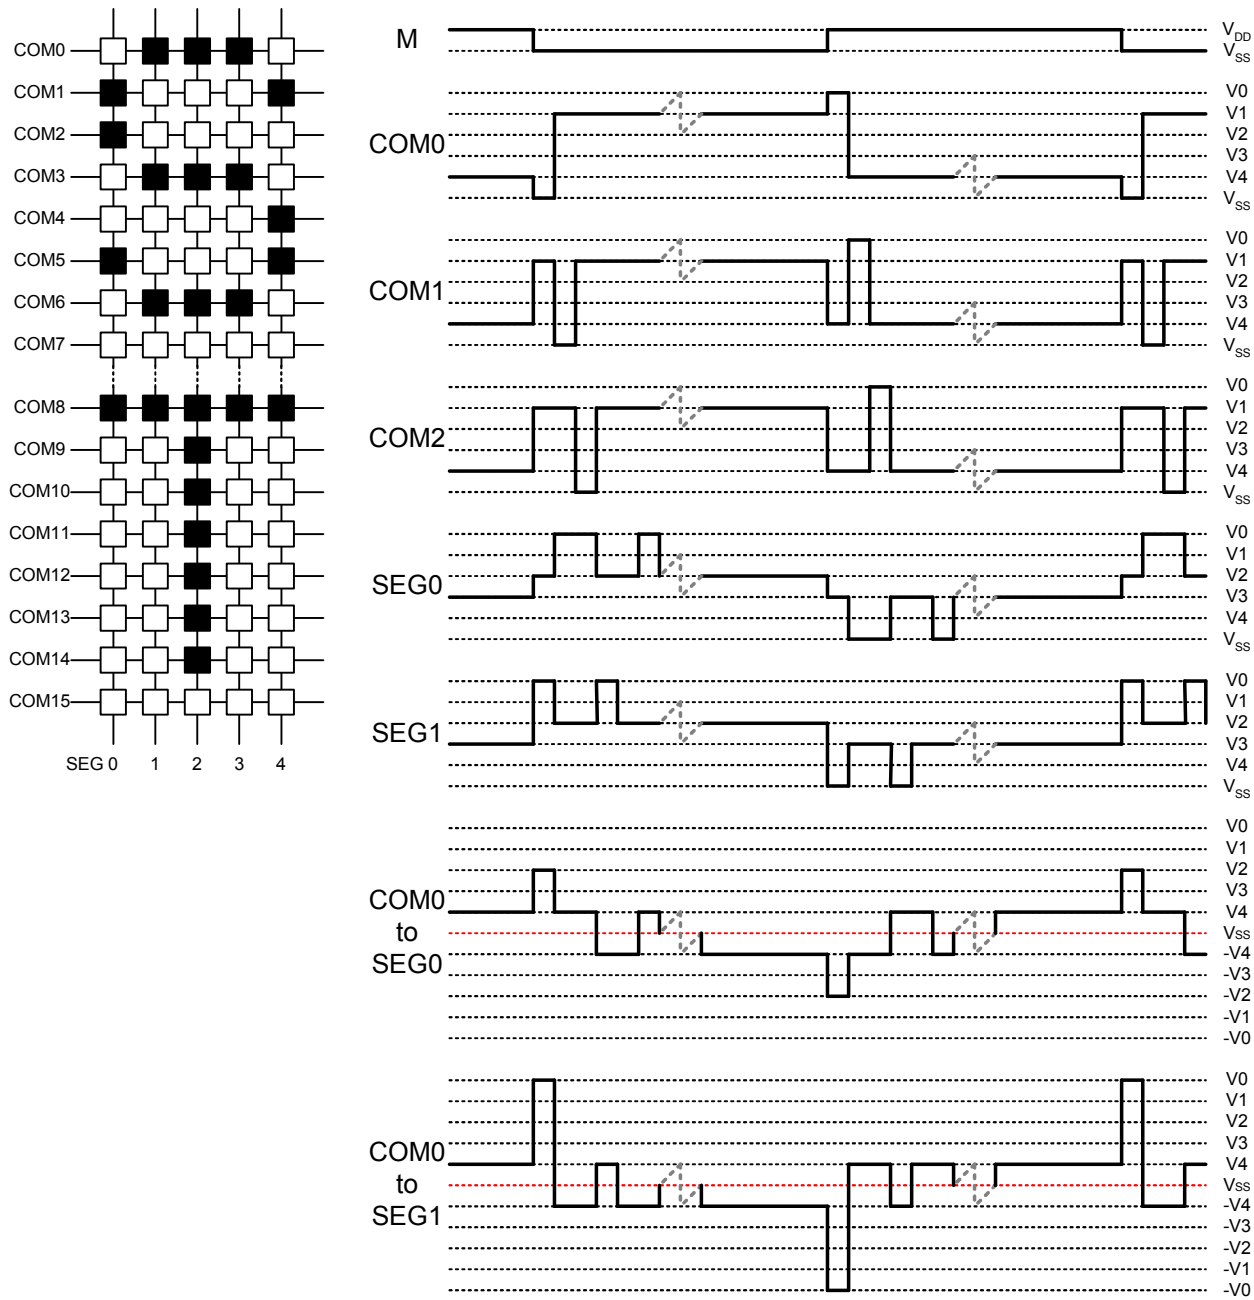 COM0
COM1
COM2
COM3
COM4
COM5
COM6
COM7
COM8
COM9
COM10
COM11
COM12
COM13
COM14
COM15
SEG 0 1 2 3 4
M
VDD
VSS
COM0
V0
V1
V2
V3
V4
VSS
COM1
V0
V1
V2
V3
V4
VSS
COM2
V0
V1
V2
V3
V4
VSS
SEG0
V0
V1
V2
V3
V4
VSS
SEG1
V0
V1
V2
V3
V4
VSS
COM0
to
SEG0
V0
V1
V2
V3
V4
VSS
-V4
-V3
-V2
-V1
-V0
COM0
to
SEG1
V0
V1
V2
V3
V4
VSS
-V4
-V3
-V2
-V1
-V0